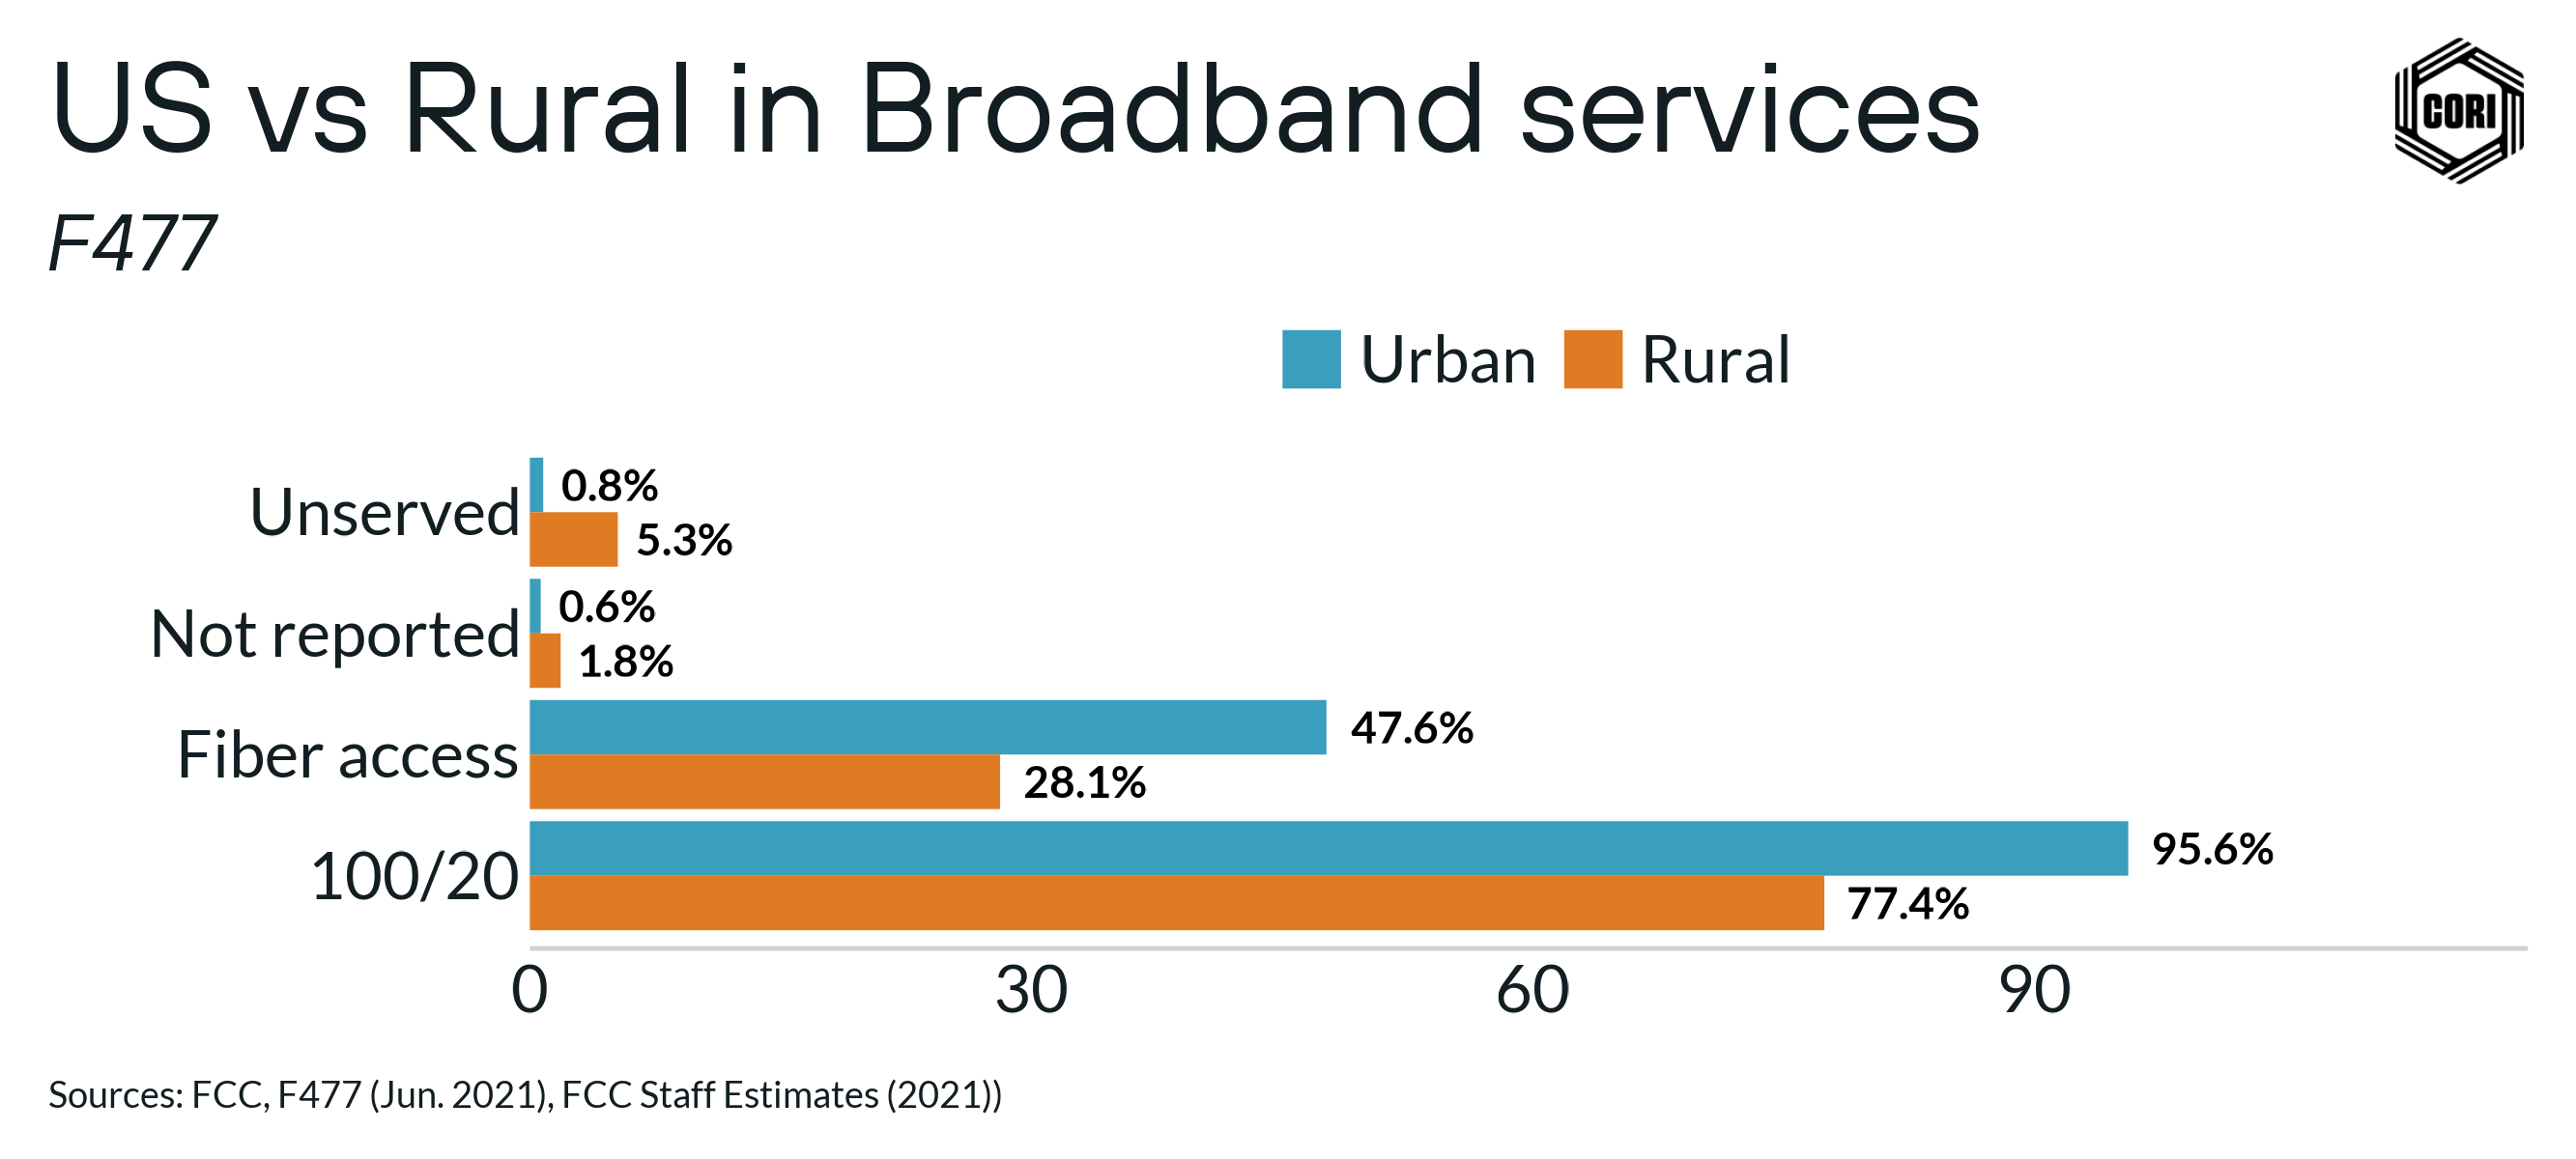 US vs Rural in Broadband services
CORI
F477
Urban Rural
Unserved
0.8%
5.3%
Not reported
0.6%
1.8%
Fiber access
47.6%
28.1%
100/20
95.6%
77.4%
0 30 60 90
Sources: FCC, F477 (Jun. 2021), FCC Staff Estimates (2021))